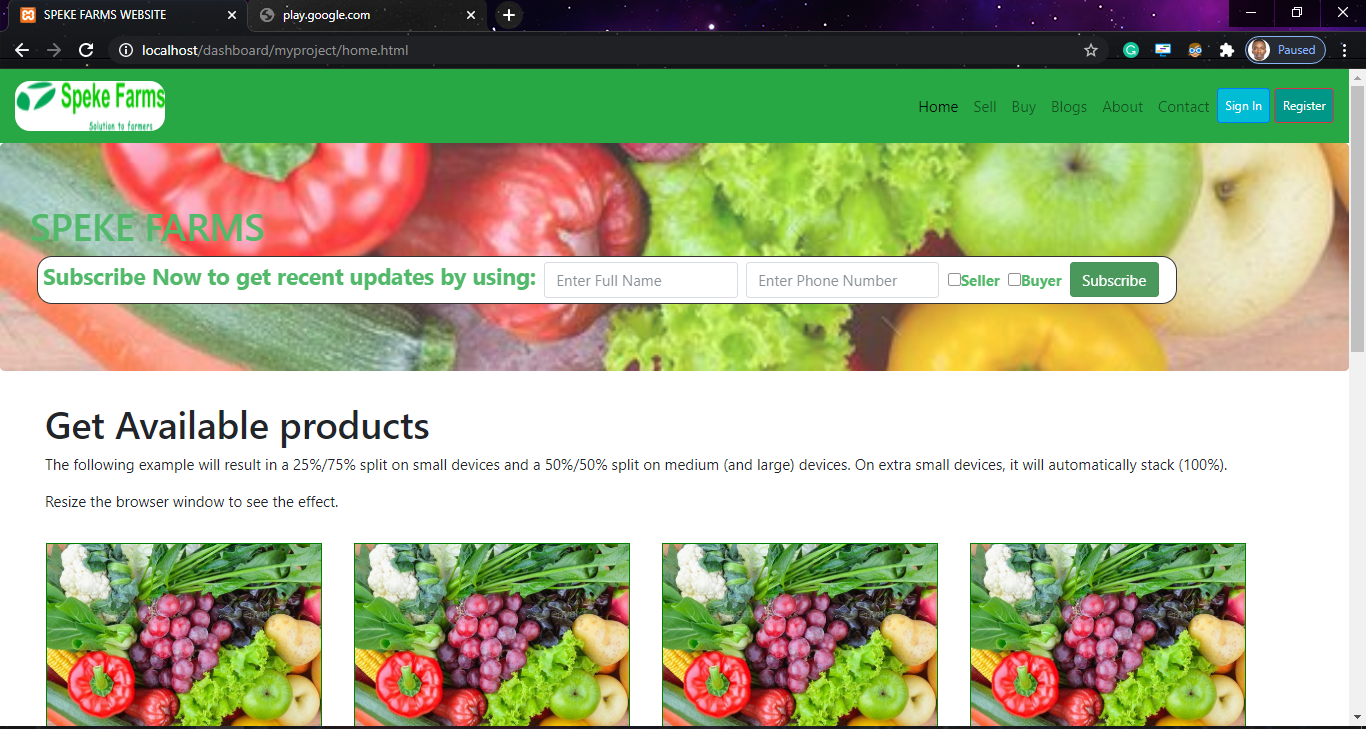 SPEKE FARMS WEBSITE
play.google.com
localhost/dashboard/myproject/home.html
Paused
Speke Farms
Solution to farmers
Home Sell Buy Blogs About Contact Sign In Register
SPEKE FARMS
Subscribe Now to get recent updates by using: Enter Full Name Enter Phone Number Seller Buyer Subscribe
Get Available products
The following example will result in a 25%/75% split on small devices and a 50%/50% split on medium (and large) devices. On extra small devices, it will automatically stack (100%).
Resize the browser window to see the effect.